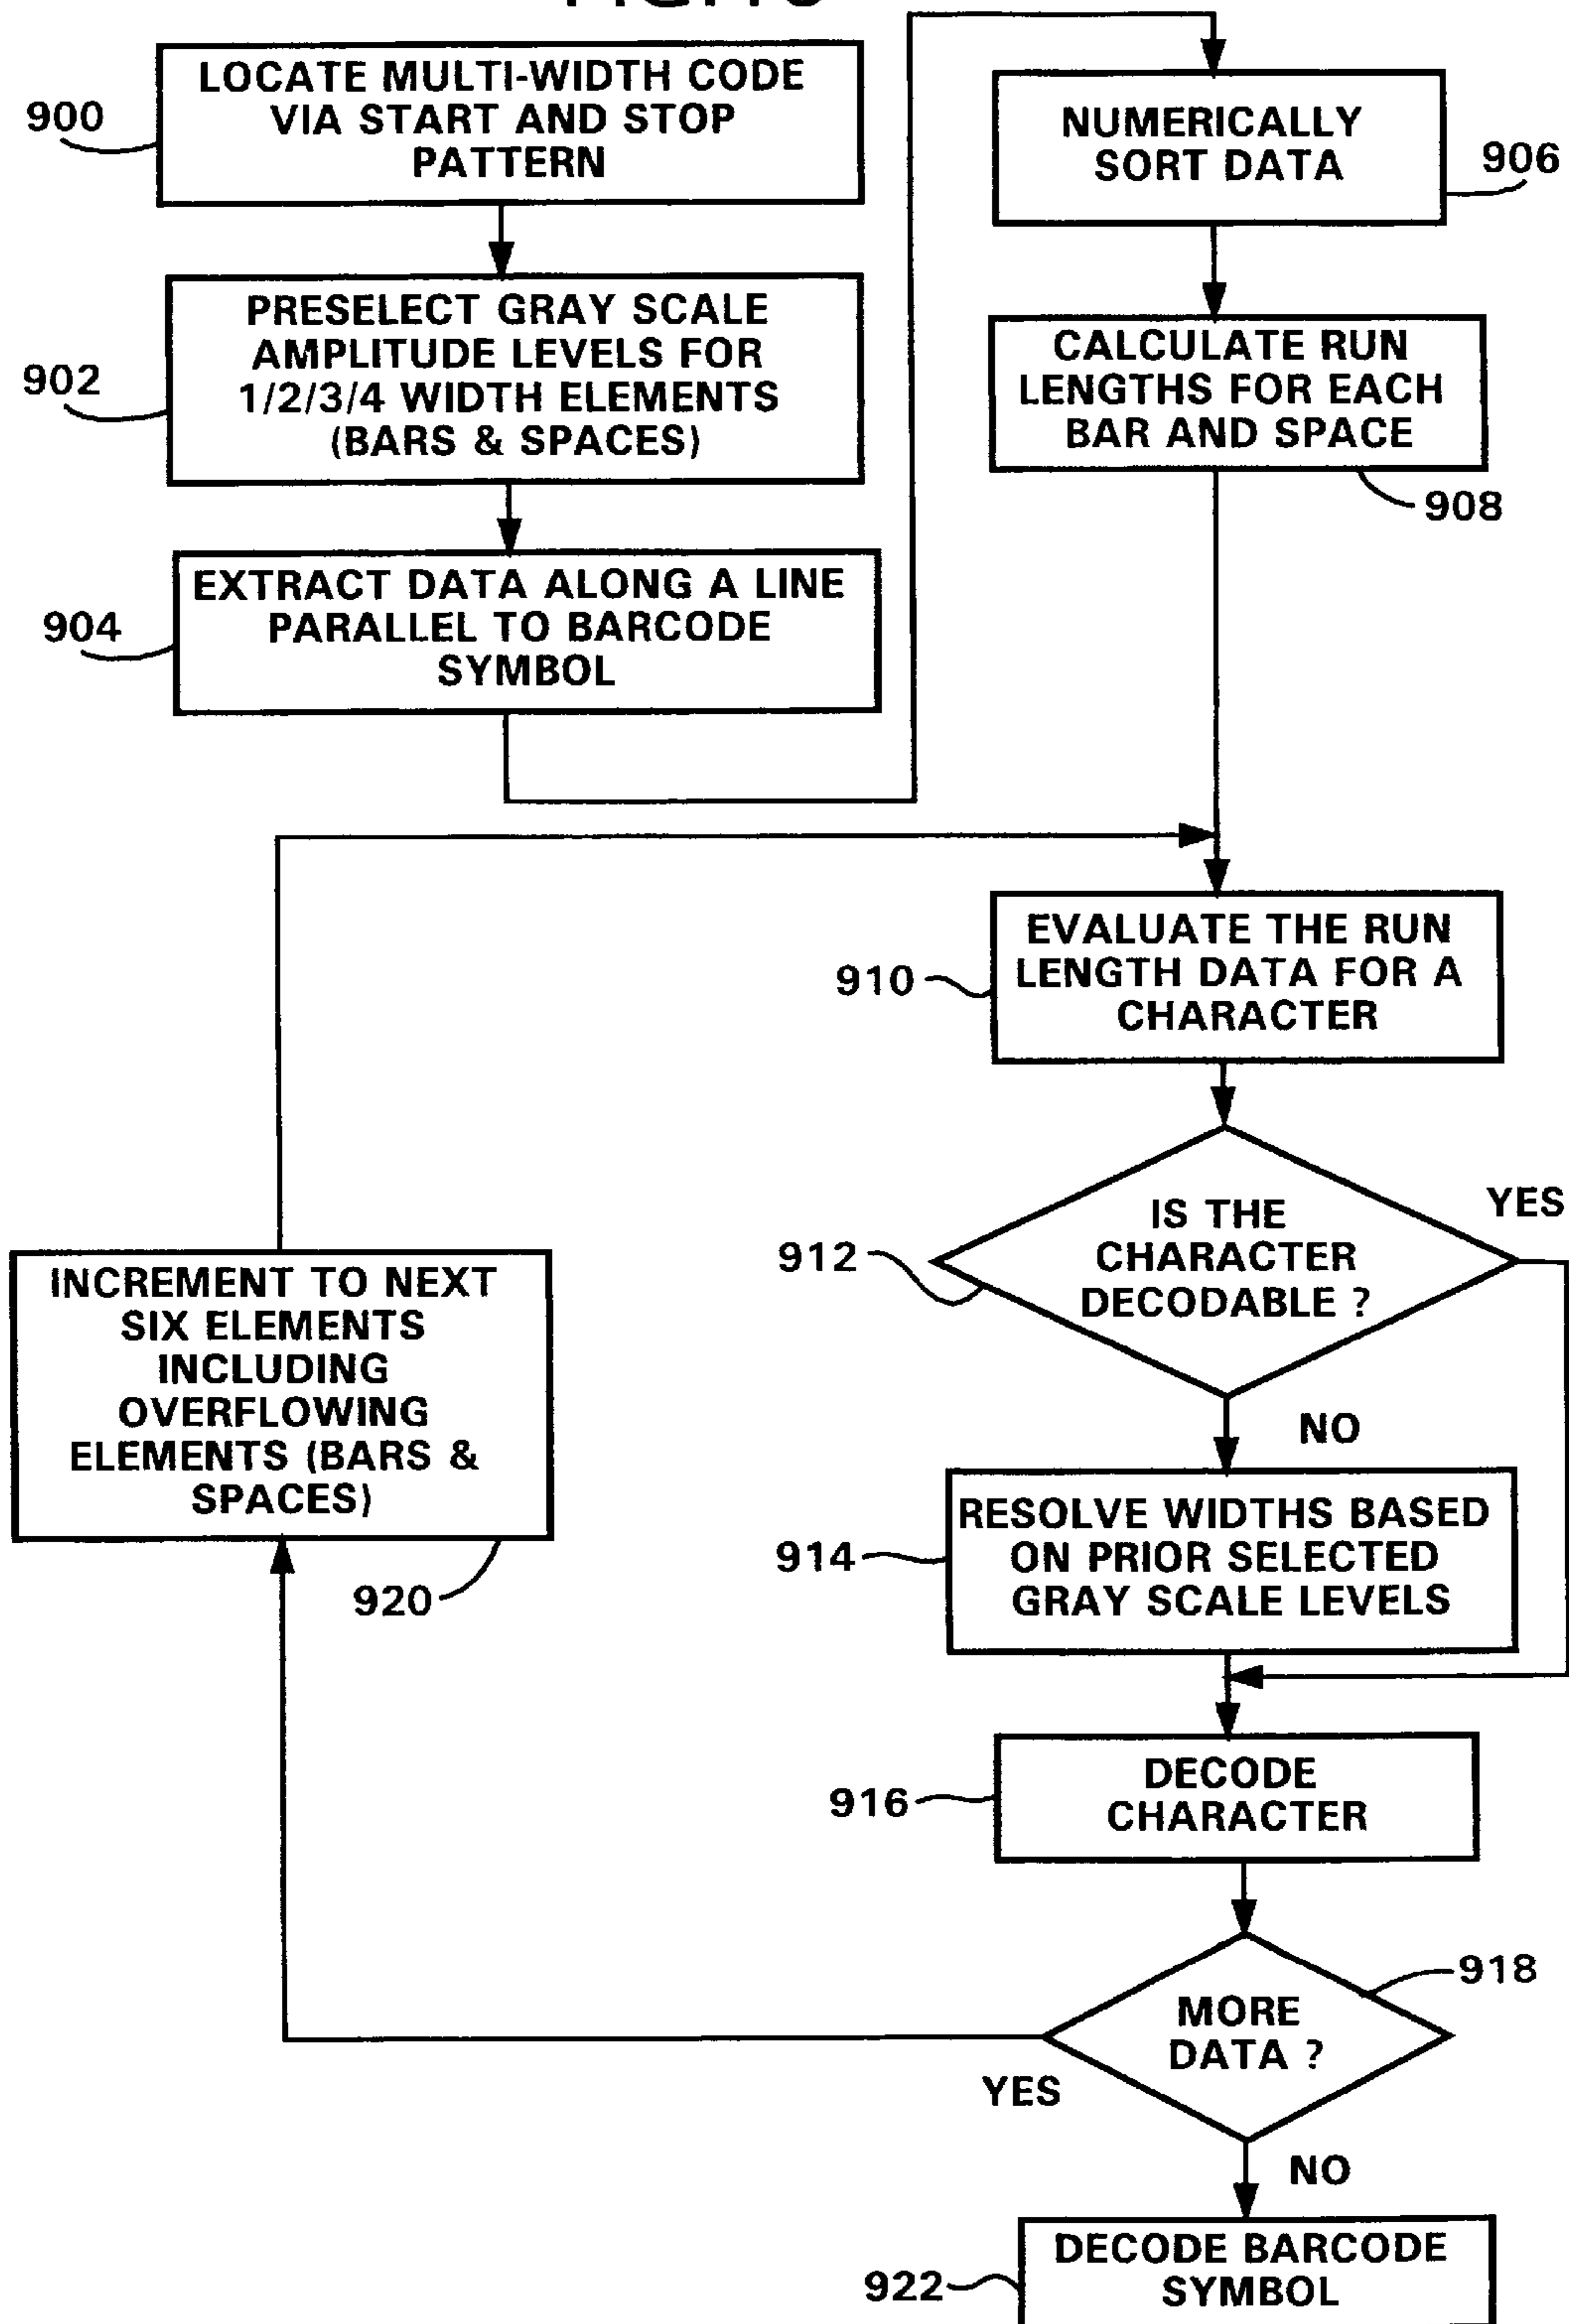 900
LOCATE MULTI-WIDTH CODE
VIA START AND STOP
PATTERN
902
PRESELECT GRAY SCALE
AMPLITUDE LEVELS FOR
1/2/3/4 WIDTH ELEMENTS
(BARS & SPACES)
904
EXTRACT DATA ALONG A LINE
PARALLEL TO BARCODE
SYMBOL
NUMERICALLY
SORT DATA
906
CALCULATE RUN
LENGTHS FOR EACH
BAR AND SPACE
908
910
EVALUATE THE RUN
LENGTH DATA FOR A
CHARACTER
912
IS THE
CHARACTER
DECODABLE ?
YES
NO
914
RESOLVE WIDTHS BASED
ON PRIOR SELECTED
GRAY SCALE LEVELS
916
DECODE
CHARACTER
918
MORE
DATA ?
YES
NO
INCREMENT TO NEXT
SIX ELEMENTS
INCLUDING
OVERFLOWING
ELEMENTS (BARS &
SPACES)
920
922
DECODE BARCODE
SYMBOL